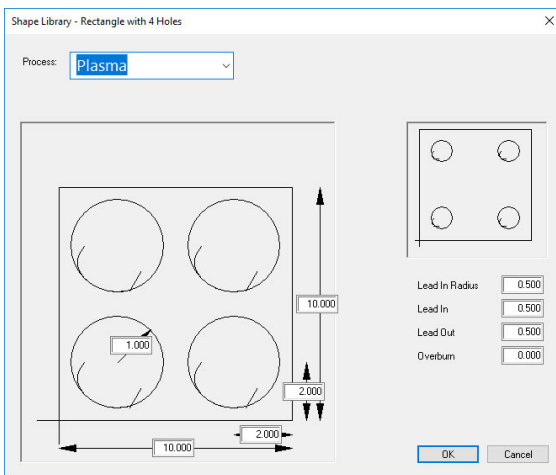 Shape Library - Rectangle with 4 Holes
Process: Plasma
10.000
1.000
2.000
2.000
10.000
Lead In Radius 0.500
Lead In 0.500
Lead Out 0.500
Overburn 0.000
OK Cancel